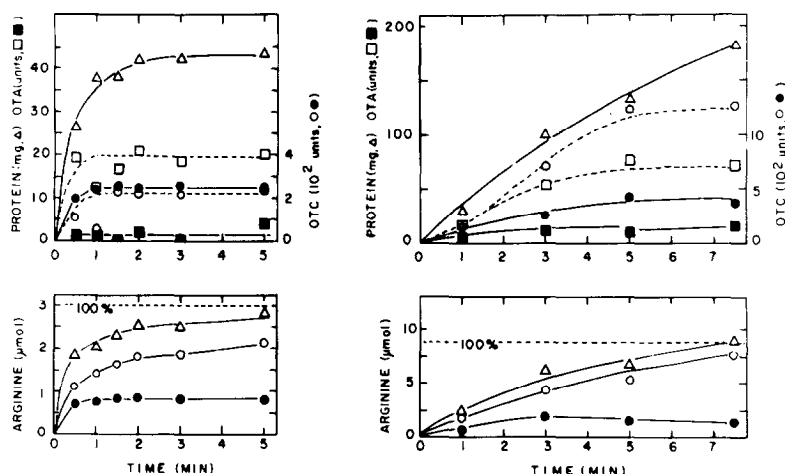 PROTEIN (mg, Δ) OTA (units, □ ■)
40
30
20
10
0
4
2
0
OTC (10² units, ○ ●)
0 1 2 3 4 5
200
100
0
10
5
0
OTC (10² units, ○ ●)
PROTEIN (mg, Δ) OTA (units, □ ■)
0 1 2 3 4 5 6 7
ARGININE (μmol)
3
2
1
0
100%
0 1 2 3 4 5
TIME (MIN)
ARGININE (μmol)
10
5
0
100%
0 1 2 3 4 5 6 7
TIME (MIN)